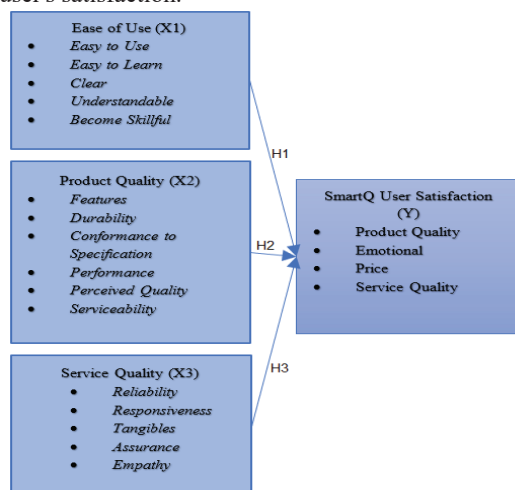 user's satisfaction.
Ease of Use (X1)
• Easy to Use
• Easy to Learn
• Clear
• Understandable
• Become Skillful
H1
Product Quality (X2)
• Features
• Durability
• Conformance to
Specification
• Performance
• Perceived Quality
• Serviceability
H2
SmartQ User Satisfaction
(Y)
• Product Quality
• Emotional
• Price
• Service Quality
H3
Service Quality (X3)
• Reliability
• Responsiveness
• Tangibles
• Assurance
• Empathy